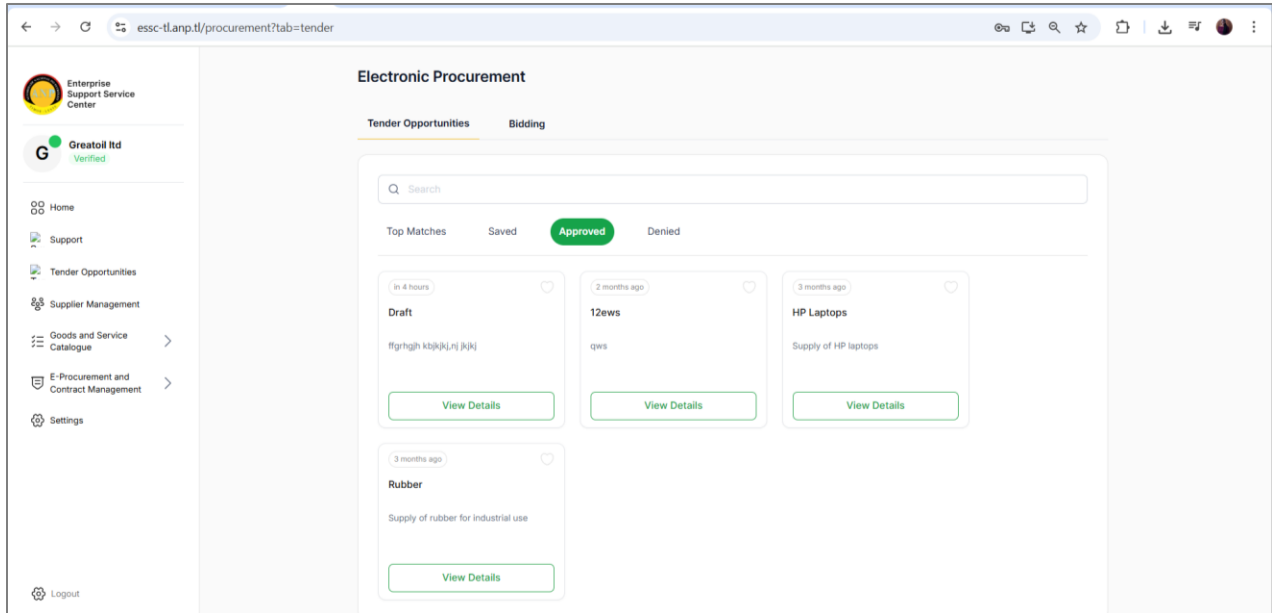 essc-tl.anp.tl/procurement?tab=tender
Enterprise
Support Service
Center
G
Greatoil ltd
Verified
Home
Support
Tender Opportunities
Supplier Management
Goods and Service
Catalogue
E-Procurement and
Contract Management
Settings
Logout
Electronic Procurement
Tender Opportunities Bidding
Search
Top Matches Saved Approved Denied
in 4 hours
Draft
ffgrhgjh kbjkjkj,nj jkjkj
View Details
2 months ago
12ews
qws
View Details
3 months ago
HP Laptops
Supply of HP laptops
View Details
3 months ago
Rubber
Supply of rubber for industrial use
View Details